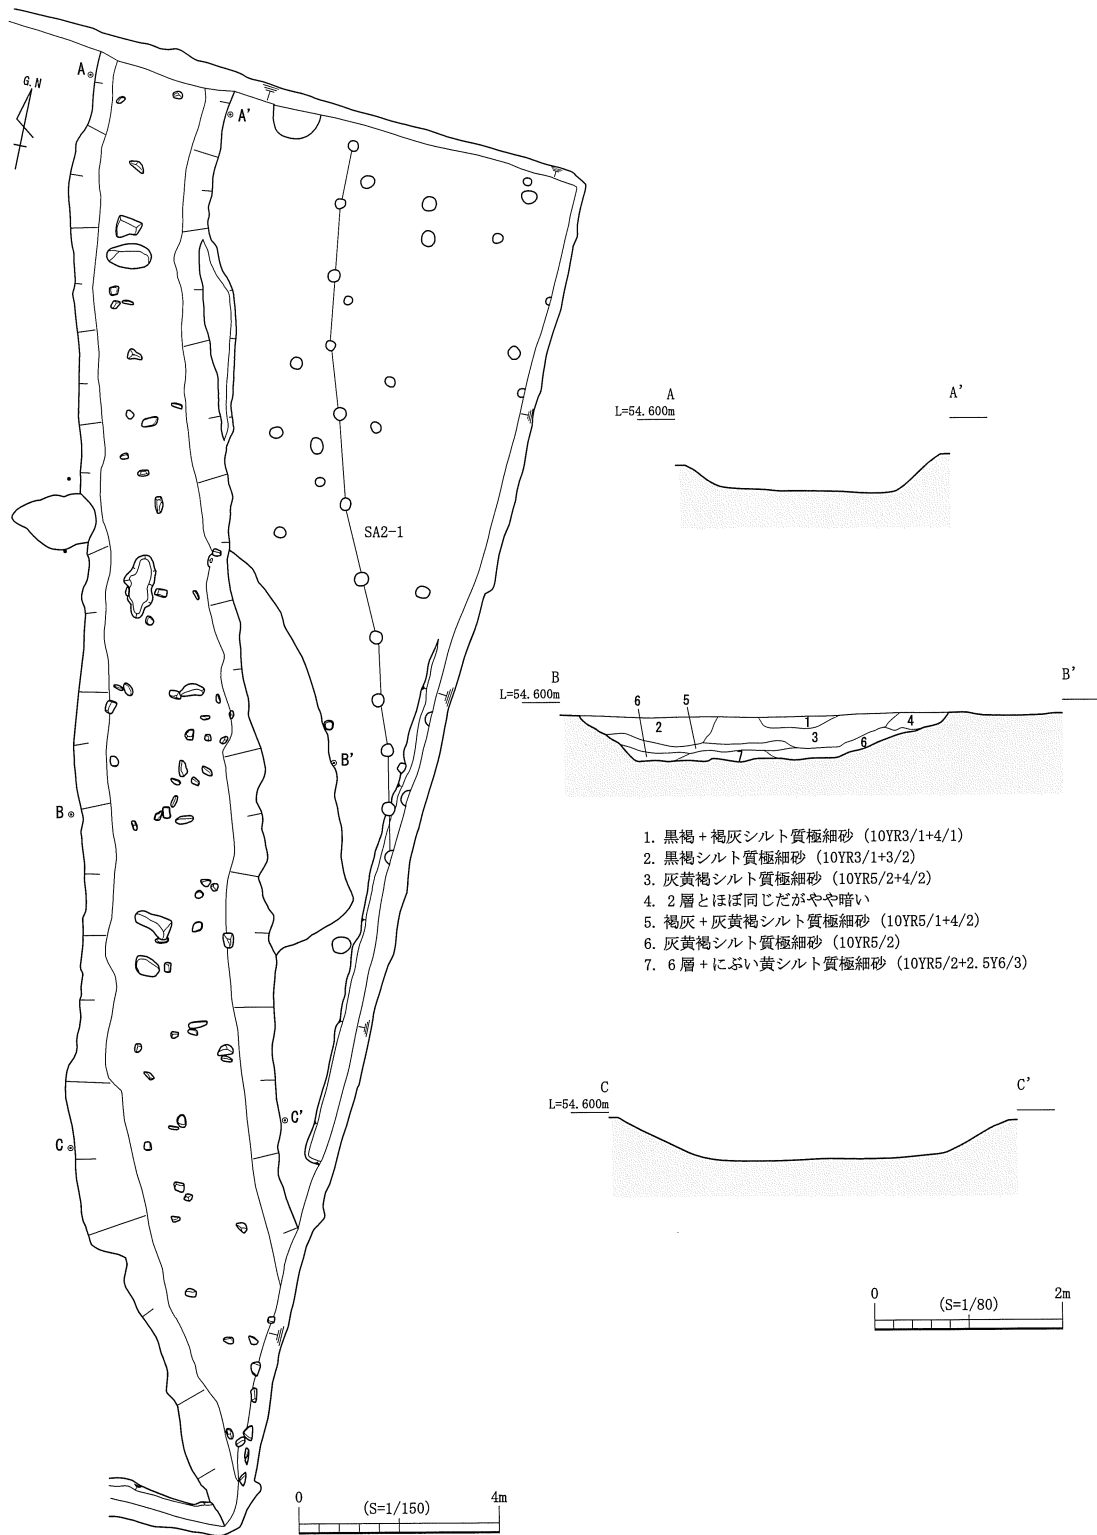 G.N
A
A'
SA2-1
B'
B
C'
C
A
A'
L=54.600m
B
B'
L=54.600m
6
5
1
2
3
4
6
7
1. 黒褐+褐灰シルト質極細砂 (10YR3/1+4/1)
2. 黒褐シルト質極細砂 (10YR3/1+3/2)
3. 灰黄褐シルト質極細砂 (10YR5/2+4/2)
4. 2層とほぼ同じだがやや暗い
5. 褐灰+灰黄褐シルト質極細砂 (10YR5/1+4/2)
6. 灰黄褐シルト質極細砂 (10YR5/2)
7. 6層+にぶい黄シルト質極細砂 (10YR5/2+2.5Y6/3)
C
C'
L=54.600m
0 (S=1/80) 2m
0 (S=1/150) 4m